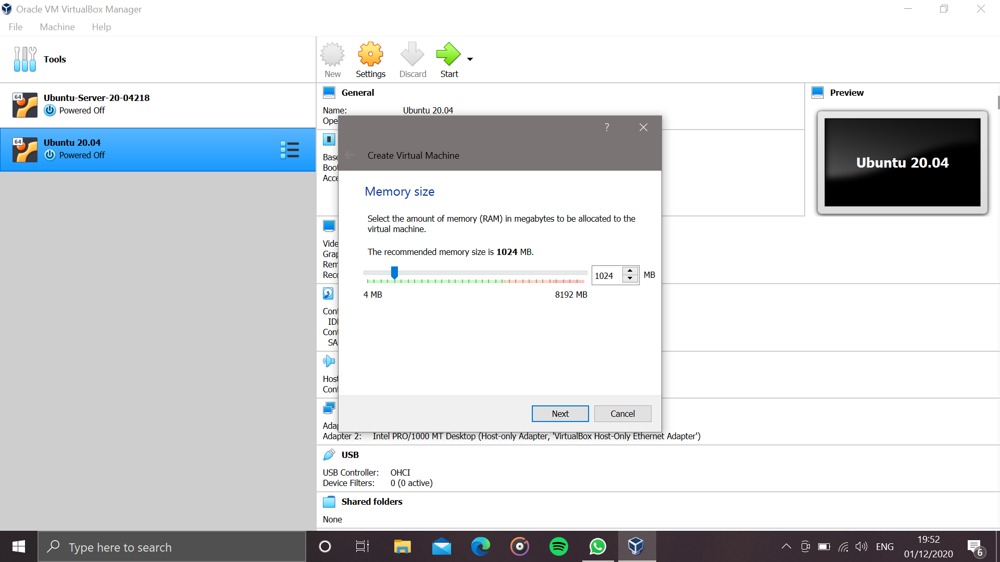 Oracle VM VirtualBox Manager
File Machine Help
Tools
New Settings Discard Start
64 Ubuntu-Server-20-04218
Powered Off
64 Ubuntu 20.04
Powered Off
General
Name: Ubuntu 20.04
Ope
Preview
Ubuntu 20.04
Base
Boot
Acce
Vide
Grap
Rem
Reco
Cont
IDE
Cont
SA
Host
Cont
Adap
Adapter 2: Intel PRO/1000 MT Desktop (Host-only Adapter, 'VirtualBox Host-Only Ethernet Adapter')
?
Create Virtual Machine
Memory size
Select the amount of memory (RAM) in megabytes to be allocated to the
virtual machine.
The recommended memory size is 1024 MB.
1024 MB
4 MB 8192 MB
Next Cancel
USB
USB Controller: OHCI
Device Filters: 0 (0 active)
Shared folders
None
Type here to search
ENG
19:52
01/12/2020
6